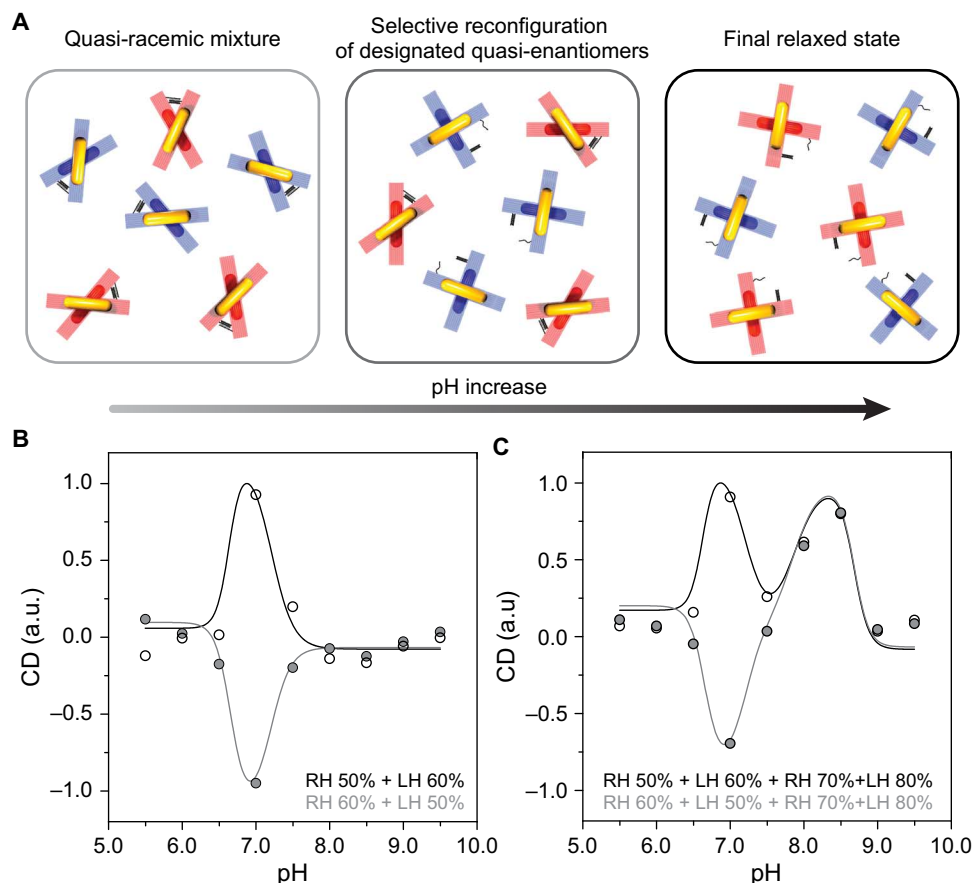 A
Quasi-racemic mixture
Selective reconfiguration
of designated quasi-enantiomers
Final relaxed state
pH increase
B
CD (a.u.)
1.0
0.5
0.0
–0.5
–1.0
RH 50% + LH 60%
RH 60% + LH 50%
5.0 6.0 7.0 8.0 9.0 10.0
pH
C
CD (a.u)
1.0
0.5
0.0
–0.5
–1.0
RH 50% + LH 60% + RH 70%+LH 80%
RH 60% + LH 50% + RH 70%+LH 80%
5.0 6.0 7.0 8.0 9.0 10.0
pH